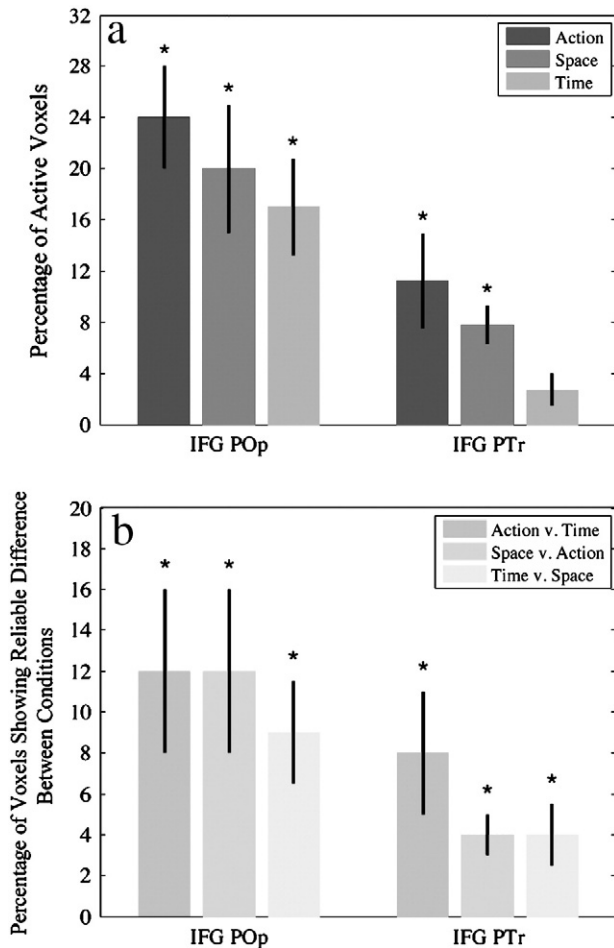 a
32
28
24
20
16
12
8
4
0
Percentage of Active Voxels
Action
Space
Time
*
*
*
*
*
IFG POp
IFG PTr
b
20
18
16
14
12
10
8
6
4
2
0
Percentage of Voxels Showing Reliable Difference
Between Conditions
Action v. Time
Space v. Action
Time v. Space
*
*
*
*
*
*
IFG POp
IFG PTr